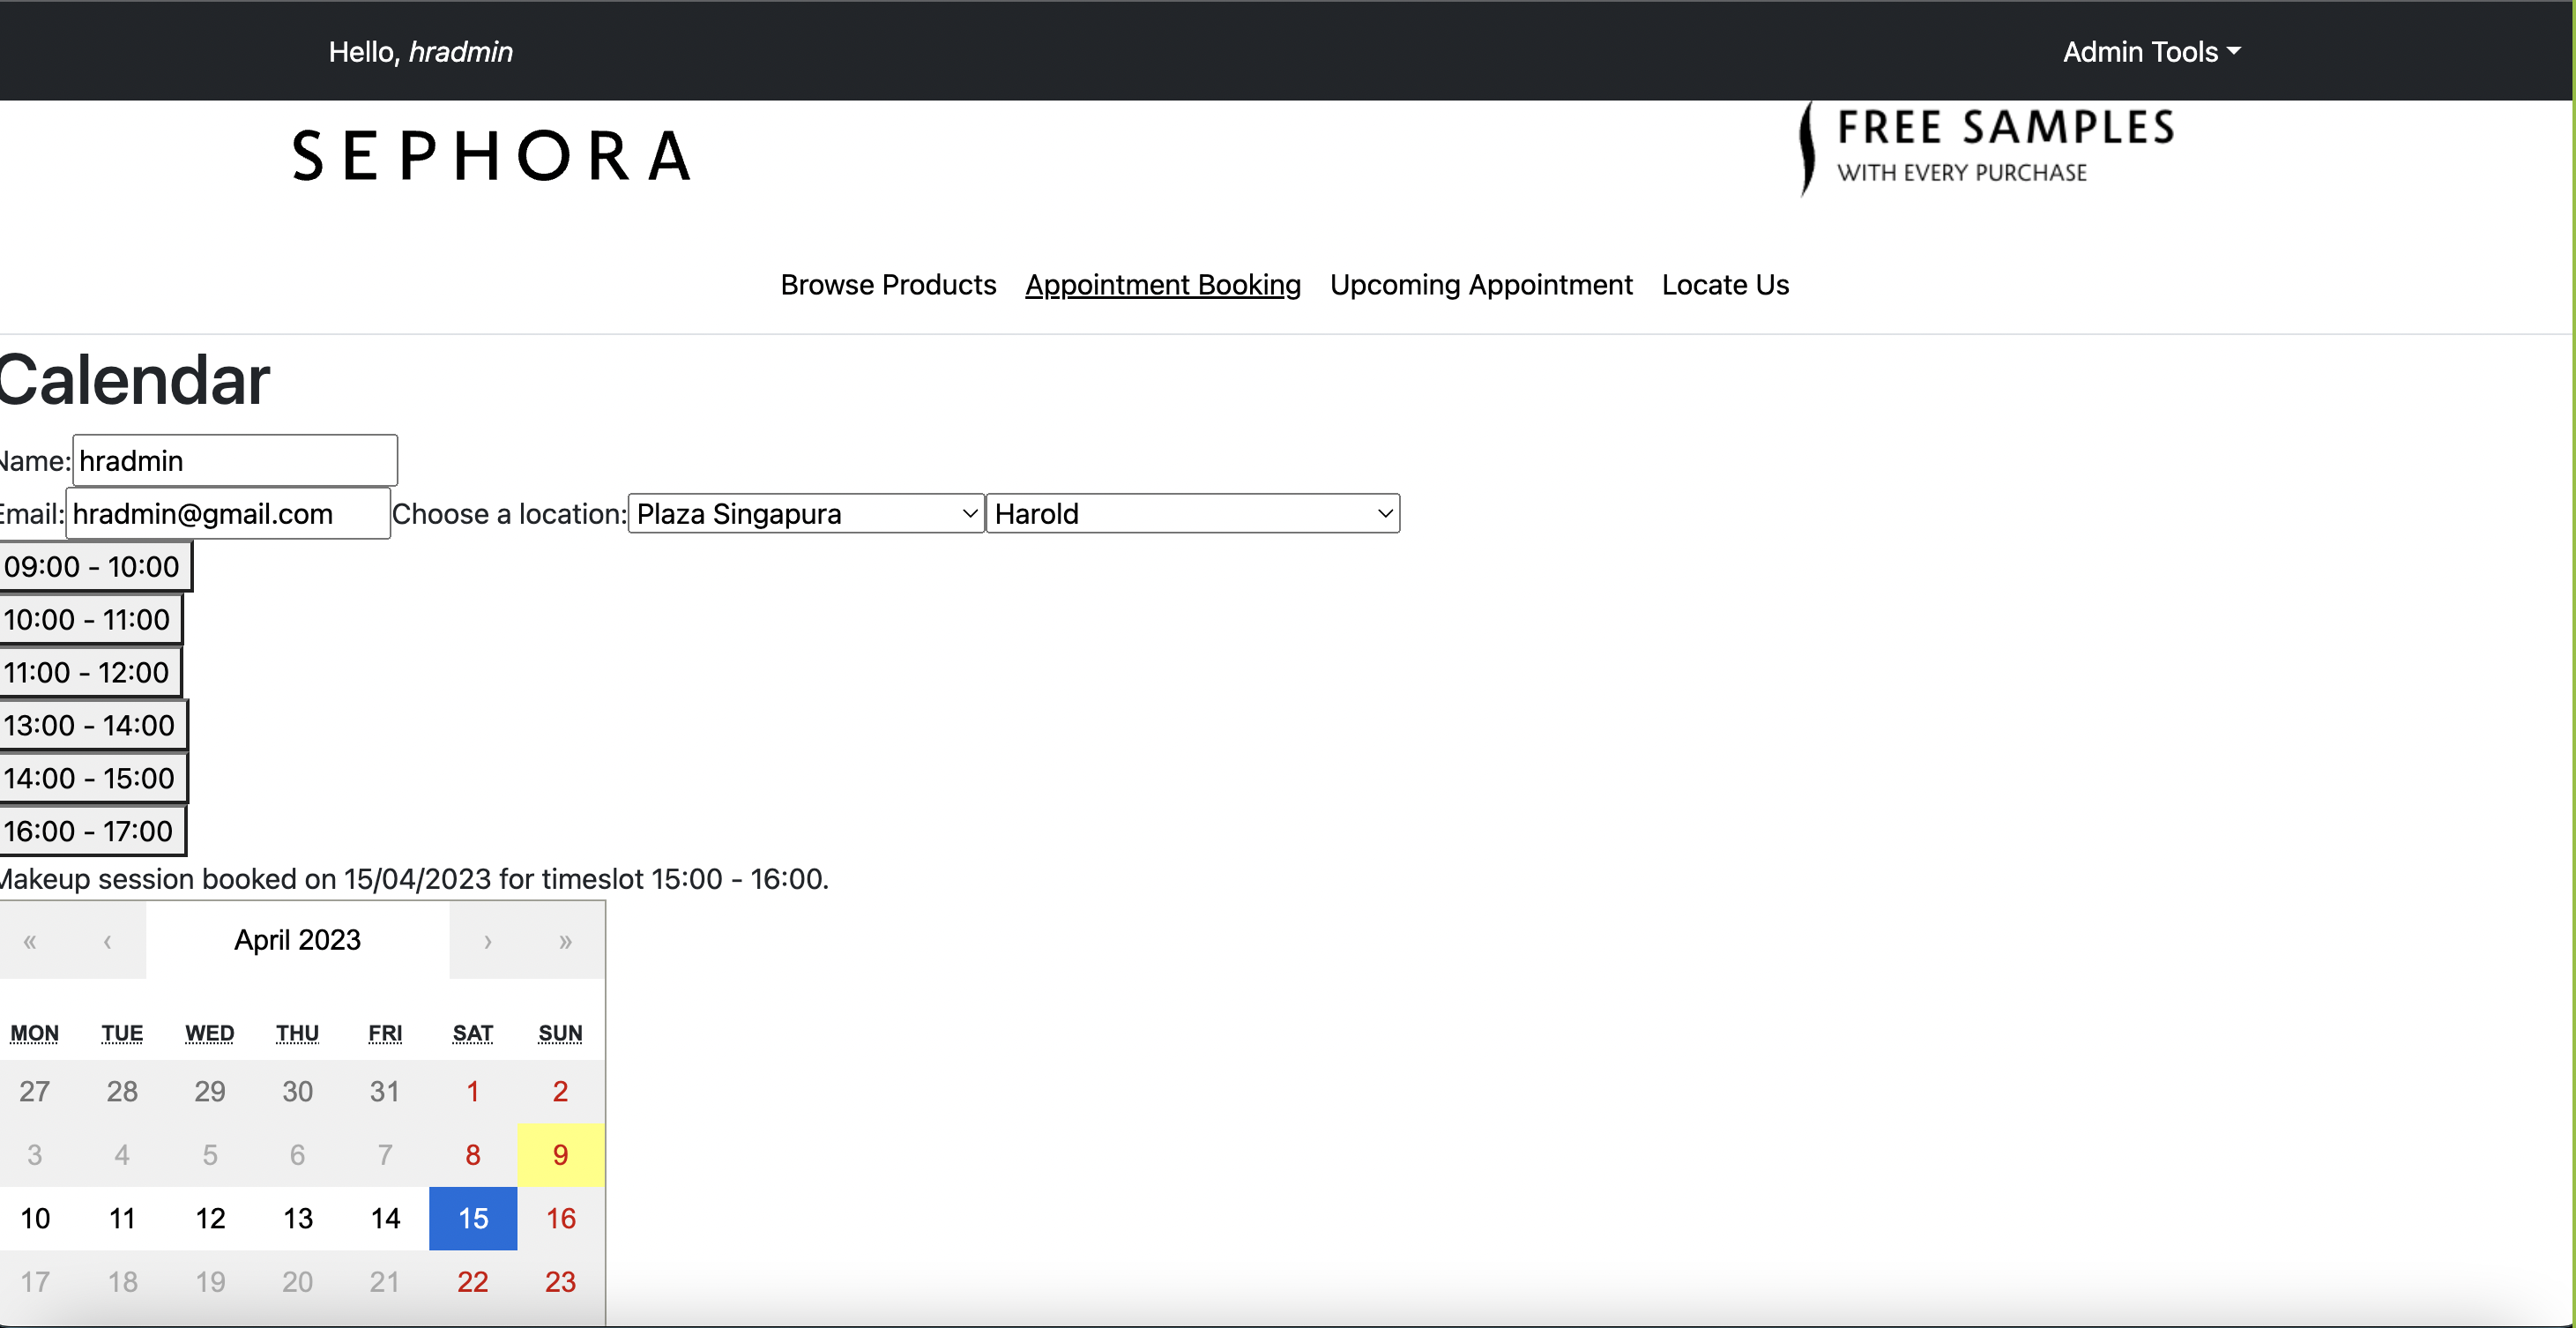 Hello, hradmin
Admin Tools
SEPHORA
FREE SAMPLES
WITH EVERY PURCHASE
Browse Products Appointment Booking Upcoming Appointment Locate Us
Calendar
Name: hradmin
Email: hradmin@gmail.com Choose a location: Plaza Singapura Harold
09:00 - 10:00
10:00 - 11:00
11:00 - 12:00
13:00 - 14:00
14:00 - 15:00
16:00 - 17:00
Makeup session booked on 15/04/2023 for timeslot 15:00 - 16:00.
« ‹ April 2023 › »
MON TUE WED THU FRI SAT SUN
27 28 29 30 31 1 2
3 4 5 6 7 8 9
10 11 12 13 14 15 16
17 18 19 20 21 22 23